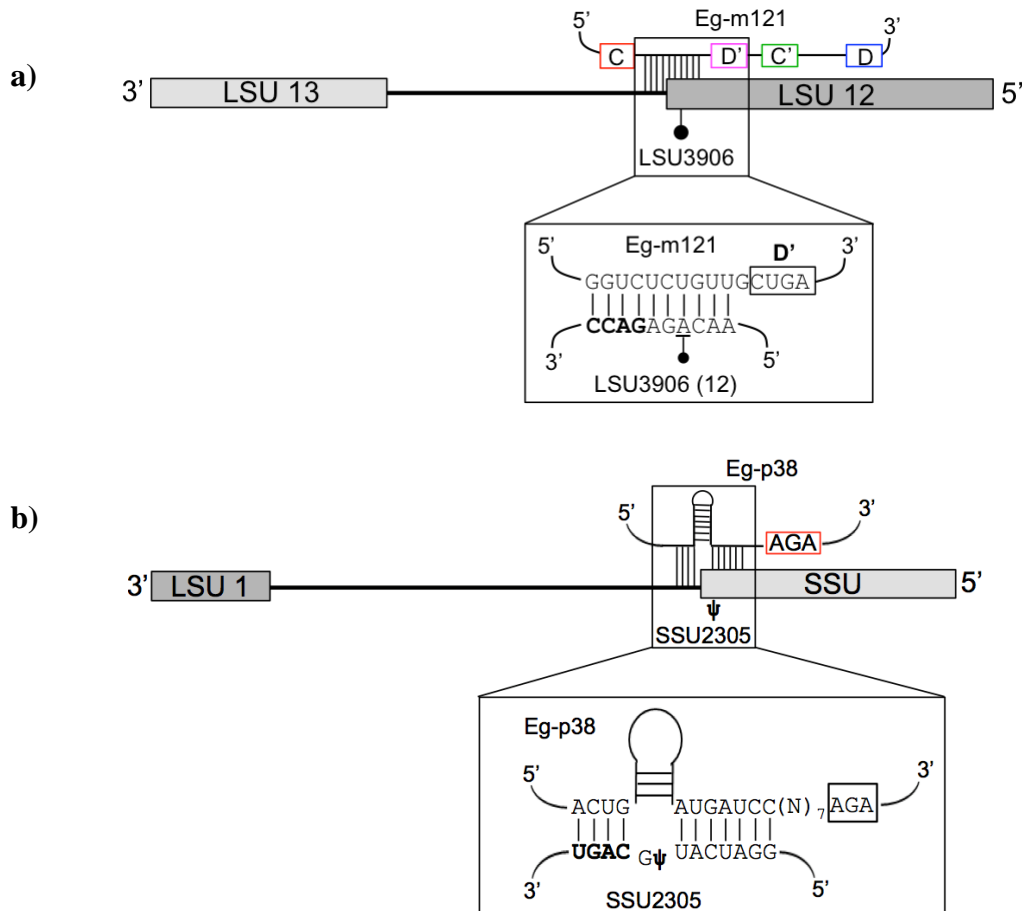 a)
Eg-m121
5’ C D’ C’ D 3’
3’ LSU 13 LSU 12 5’
LSU3906
Eg-m121 D’
5’ 3’
GGUCUCUGUUGCUGA
CCAGAGACAA
3’ 5’
LSU3906 (12)
b)
Eg-p38
5’ AGA 3’
3’ LSU 1 SSU 5’
ψ
SSU2305
Eg-p38
5’ 3’
ACUG AUGAUCC(N)7AGA
UGAC Gψ UACUAGG
3’ 5’
SSU2305